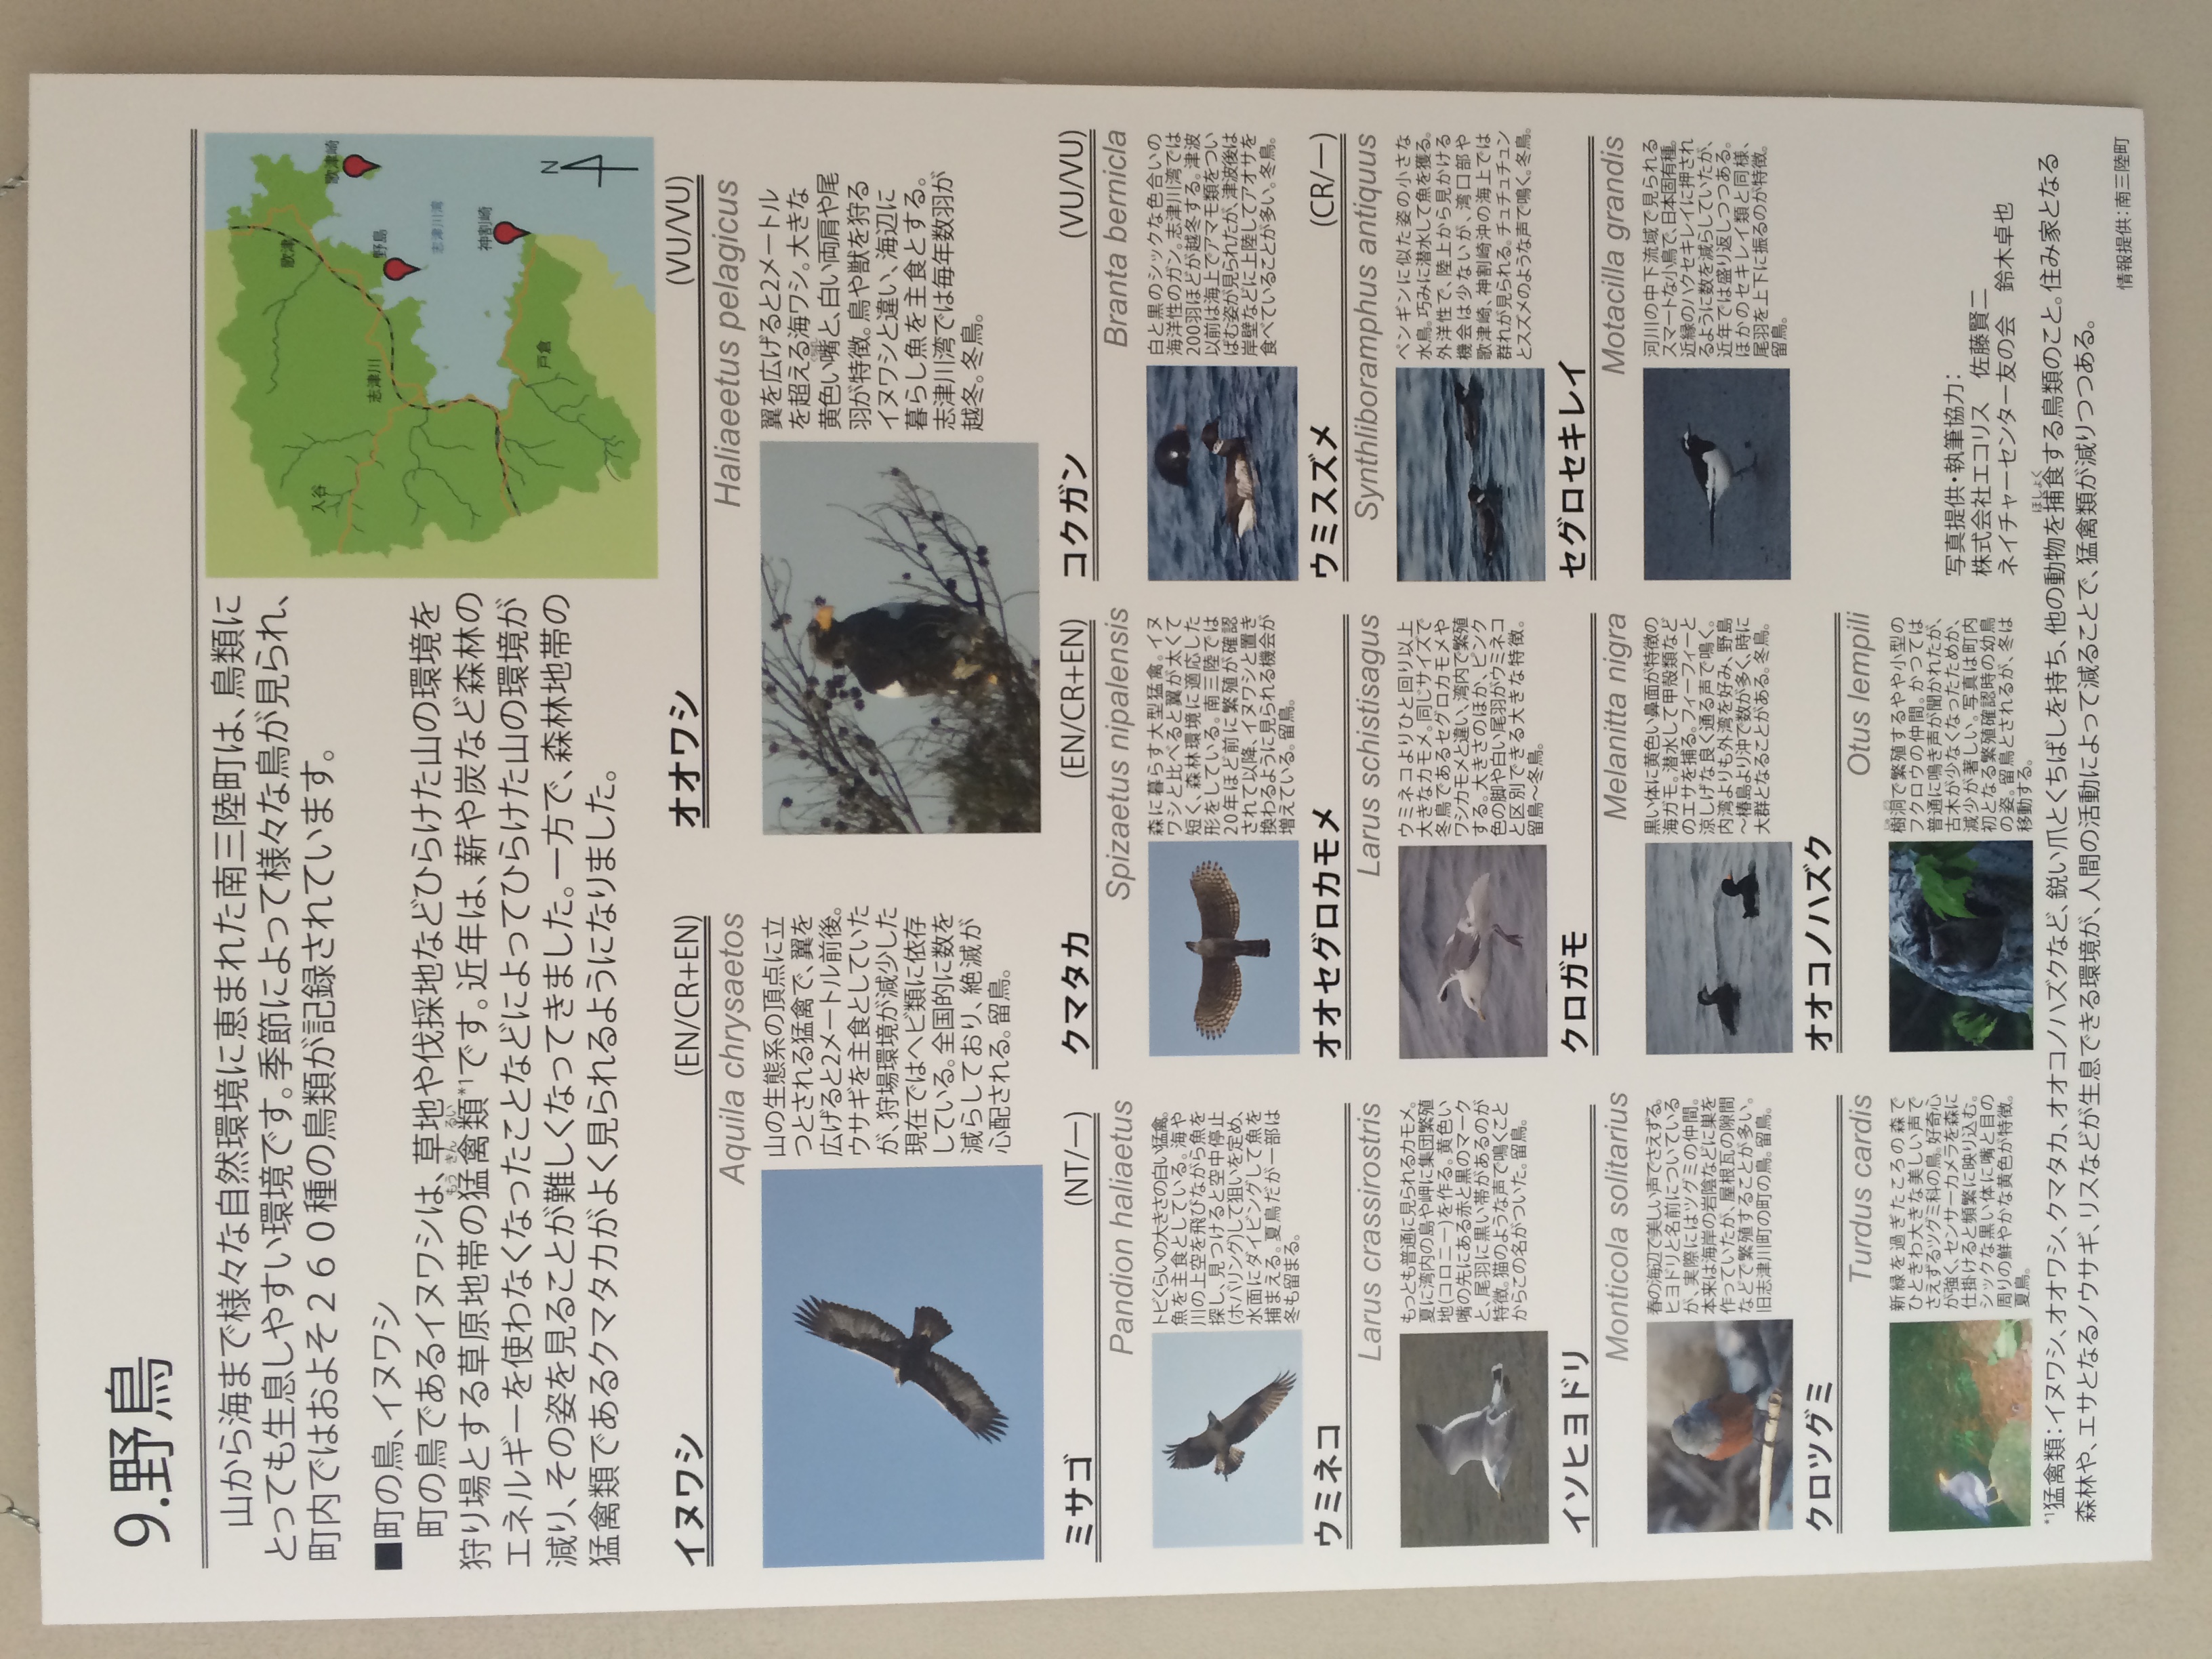 9.野鳥
山から海まで様々な自然環境に恵まれた南三陸町は、鳥類に
とっても生息しやすい環境です。季節によって様々な鳥が見られ、
町内ではおよそ２６０種の鳥類が記録されています。
■町の鳥、イヌワシ
町の鳥であるイヌワシは、草地や伐採地などひらけた山の環境を
もう きん るい
狩り場とする草原地帯の猛禽類*1です。近年は、薪や炭など森林の
エネルギーを使わなくなったことなどによってひらけた山の環境が
減り、その姿を見ることが難しくなってきました。一方で、森林地帯の
猛禽類であるクマタカがよく見られるようになりました。
歌津
入谷
歌津崎
志津川
野島
志津川湾
神割崎
戸倉
N
イヌワシ (EN/CR+EN)
Aquila chrysaetos
山の生態系の頂点に立
つとされる猛禽で、翼を
広げると2メートル前後。
ウサギを主食としていた
が、狩場環境が減少した
現在ではヘビ類に依存
している。全国的に数を
減らしており、絶滅が
心配される。留鳥。
オオワシ (VU/VU)
Haliaeetus pelagicus
翼を広げると2メートル
を超える海ワシ。大きな
黄色い嘴と、白い両肩や尾
羽が特徴。鳥や獣を狩る
イヌワシと違い、海辺に
暮らし魚を主食とする。
志津川湾では毎年数羽が
越冬。冬鳥。
ミサゴ (NT/ー)
Pandion haliaetus
トビくらいの大きさの白い猛禽。
魚を主食としている。海や
川の上空を飛びながら魚を
探し、見つけると空中停止
(ホバリング)して狙いを定め、
水面にダイビングして魚を
捕まえる。夏鳥だが一部は
冬も留まる。
クマタカ (EN/CR+EN)
Spizaetus nipalensis
森に暮らす大型猛禽。イヌ
ワシと比べると翼が太くて
短く、森林環境に適応した
形をしている。南三陸では
20年ほど前に繁殖が確認
されて以降、イヌワシと置き
換わるように見られる機会が
増えている。留鳥。
コクガン (VU/VU)
Branta bernicla
白と黒のシックな色合いの
海洋性のガン。志津川湾では
200羽ほどが越冬する。津波
以前は海上でアマモ類をつい
ばむ姿が見られたが、津波後は
岸壁などに上陸してアオサを
食べていることが多い。冬鳥。
ウミネコ
Larus crassirostris
もっとも普通に見られるカモメ。
夏に湾内の島や岬に集団繁殖
地(コロニー)を作る。黄色い
嘴の先にある赤と黒のマーク
と、尾羽に黒い帯があるのが
特徴。猫のような声で鳴くこと
からこの名がついた。留鳥。
オオセグロカモメ
Larus schistisagus
ウミネコよりひと回り以上
大きなカモメ。同じサイズで
冬鳥であるセグロカモメや
ワシカモメと違い、湾内で繁殖
する。大きさのほか、ピンク
色の脚や白い尾羽がウミネコ
と区別できる大きな特徴。
留鳥〜冬鳥。
ウミスズメ (CR/ー)
Synthliboramphus antiquus
ペンギンに似た姿の小さな
水鳥。巧みに潜水して魚を獲る。
外洋性で、陸上から見かける
機会は少ないが、湾口部や
歌津崎、神割崎沖の海上では
群れが見られる。チュチュチュン
とスズメのような声で鳴く。冬鳥。
イソヒヨドリ
Monticola solitarius
春の海辺で美しい声でさえずる。
ヒヨドリと名前についている
が、実際にはツグミの仲間。
本来は海岸の岩陰などに巣を
作っていたが、屋根瓦の隙間
などで繁殖することが多い。
旧志津川町の町の鳥。留鳥。
クロガモ
Melanitta nigra
黒い体に黄色い鼻面が特徴の
海ガモ。潜水して甲殻類など
のエサを捕る。フィーフィーと
涼しげな良く通る声で鳴く。
内湾よりも外湾を好み、野島
〜椿島より沖で数が多く、時に
大群となることがある。冬鳥。
セグロセキレイ
Motacilla grandis
河川の中下流域で見られる
スマートな小鳥で、日本固有種。
近縁のハクセキレイに押され
るように数を減らしていたが、
近年では盛り返しつつある。
ほかのセキレイ類と同様、
尾羽を上下に振るのが特徴。
留鳥。
クロツグミ
Turdus cardis
新緑を過ぎたころの森で
ひときわ大きな美しい声で
さえずるツグミ科の鳥。好奇心
が強く、センサーカメラを森に
仕掛けると頻繁に映り込む。
シックな黒い体に嘴と目の
周りの鮮やかな黄色が特徴。
夏鳥。
オオコノハズク
Otus lempiji
樹洞で繁殖するやや小型の
フクロウの仲間。かつては
普通に鳴き声が聞かれたが、
古木が少なくなったためか、
減少が著しい。写真は町内
初となる繁殖確認時の幼鳥
の姿。留鳥とされるが、冬は
移動する。
写真提供・執筆協力：
株式会社エコリス 佐藤賢二
ネイチャーセンター友の会 鈴木卓也
ほしょく
*1猛禽類：イヌワシ、オオワシ、クマタカ、オオコノハズクなど、鋭い爪とくちばしを持ち、他の動物を捕食する鳥類のこと。住み家となる
森林や、エサとなるノウサギ、リスなどが生息できる環境が、人間の活動によって減ることで、猛禽類が減りつつある。
情報提供：南三陸町